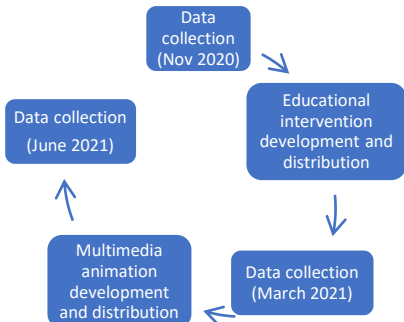 Data
collection
(Nov 2020)
Educational
intervention
development and
distribution
Data collection
(March 2021)
Multimedia
animation
development
and distribution
Data collection
(June 2021)